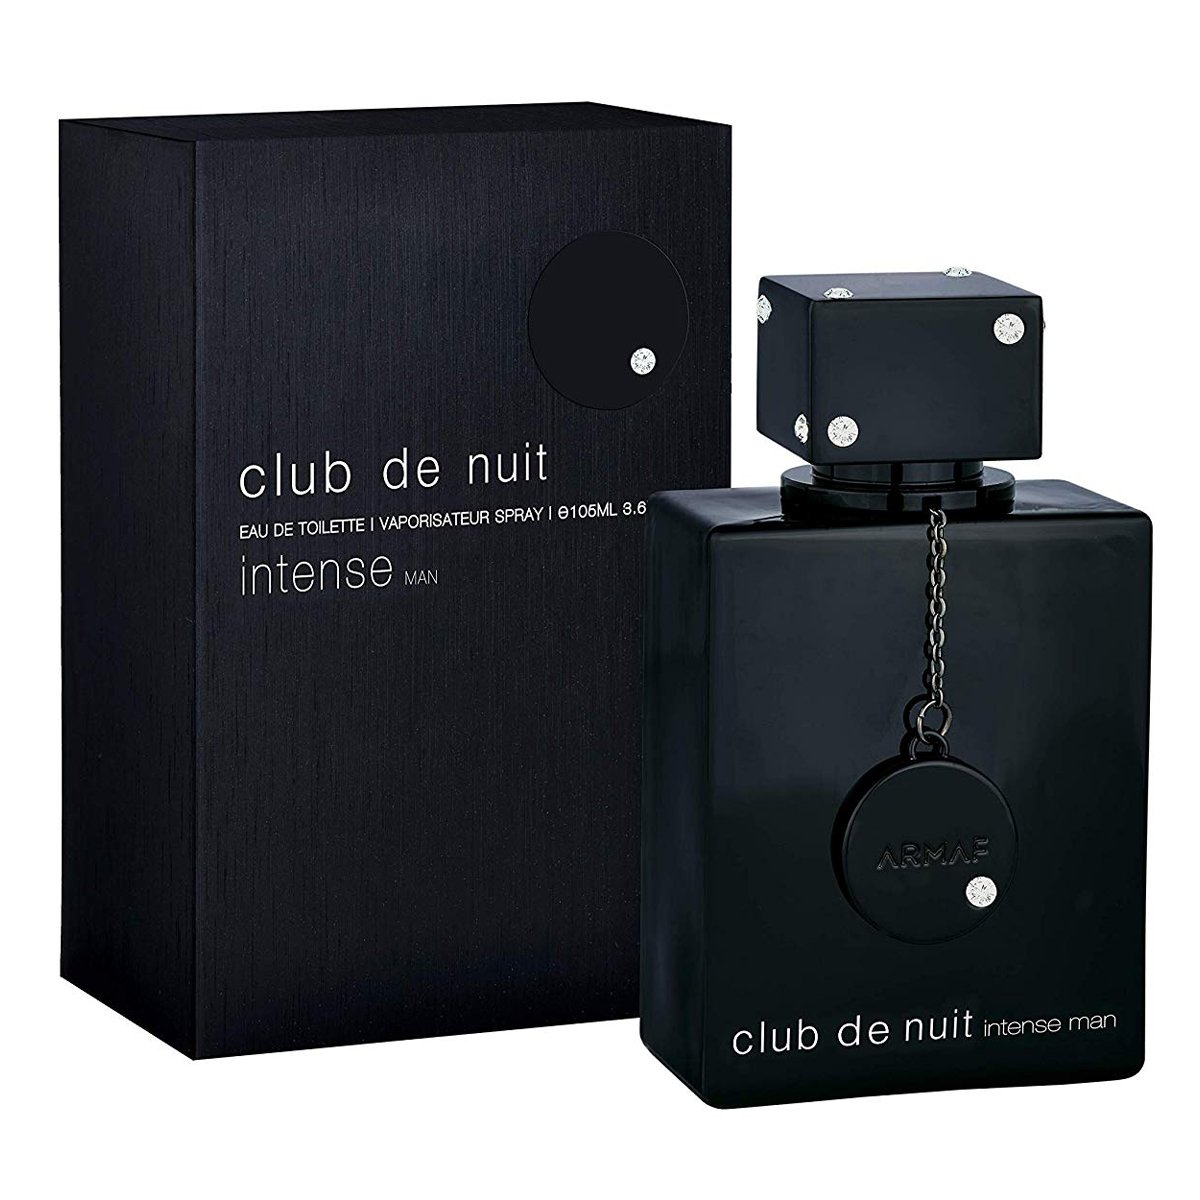 club de nuit
EAU DE TOILETTE | VAPORISATEUR SPRAY | ℮105ML 3.6
intense MAN
ARMAF
club de nuit intense man